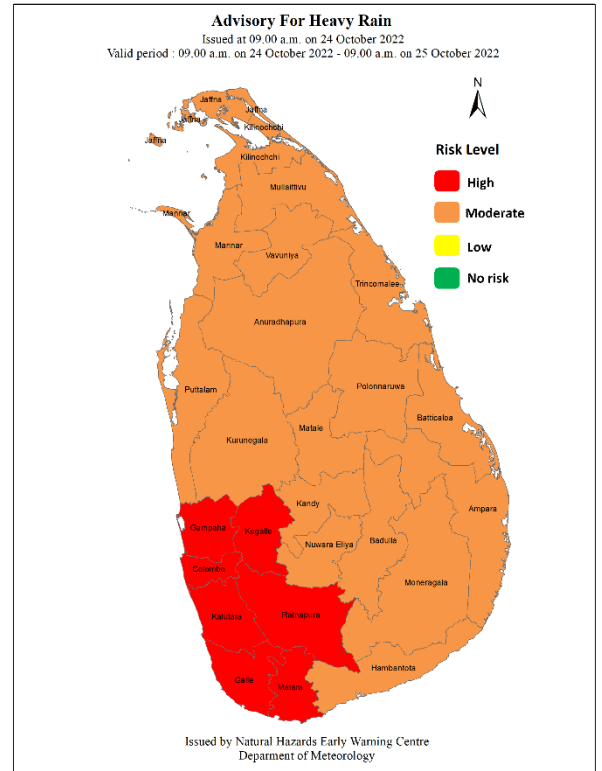 Advisory For Heavy Rain
Issued at 09.00 a.m. on 24 October 2022
Valid period : 09.00 a.m. on 24 October 2022 - 09.00 a.m. on 25 October 2022
N
Risk Level
High
Moderate
Low
No risk
Jaffna
Jaffna
Jaffna
Jaffna
Kilinochchi
Kilinochchi
Mullaittivu
Mannar
Mannar
Vavuniya
Trincomalee
Anuradhapura
Polonnaruwa
Puttalam
Batticaloa
Kurunegala
Matale
Kandy
Ampara
Gampaha
Kegalle
Nuwara Eliya
Badulla
Colombo
Moneragala
Kalutara
Ratnapura
Hambantota
Galle
Matara
Issued by Natural Hazards Early Warning Centre
Deparment of Meteorology